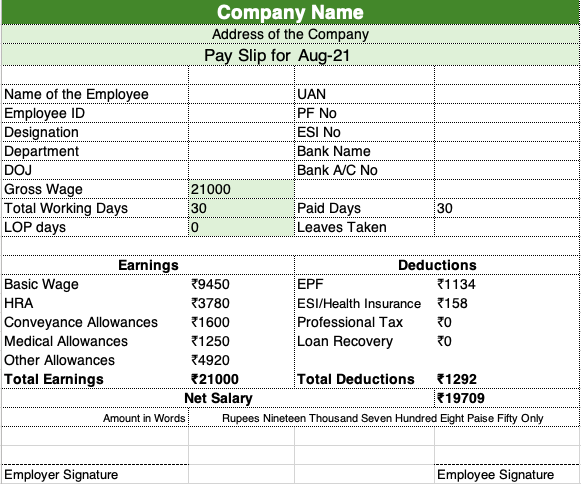 Company Name
Address of the Company
Pay Slip for Aug-21
Name of the Employee UAN
Employee ID PF No
Designation ESI No
Department Bank Name
DOJ Bank A/C No
Gross Wage 21000
Total Working Days 30 Paid Days 30
LOP days 0 Leaves Taken
Earnings Deductions
Basic Wage ₹9450 EPF ₹1134
HRA ₹3780 ESI/Health Insurance ₹158
Conveyance Allowances ₹1600 Professional Tax ₹0
Medical Allowances ₹1250 Loan Recovery ₹0
Other Allowances ₹4920
Total Earnings ₹21000 Total Deductions ₹1292
Net Salary ₹19709
Amount in Words Rupees Nineteen Thousand Seven Hundred Eight Paise Fifty Only
Employer Signature Employee Signature